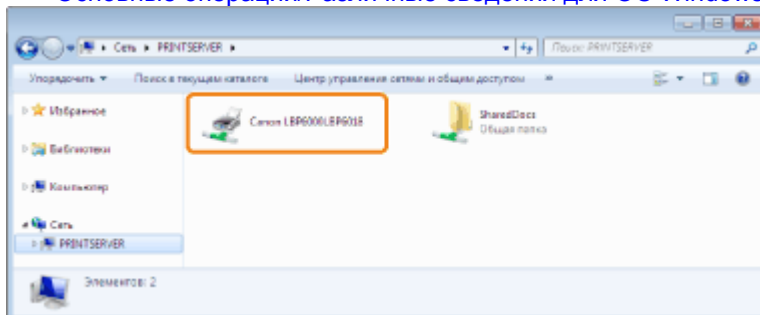 Основные операции: различные сведения для ОС Windows
Сеть ▸ PRINTSERVER ▸
Поиск: PRINTSERVER
Упорядочить Поиск в текущем каталоге Центр управления сетями и общим доступом »
Избранное
Canon LBP6000/LBP6018
SharedDocs
Общая папка
Библиотеки
Компьютер
Сеть
PRINTSERVER
Элементов: 2